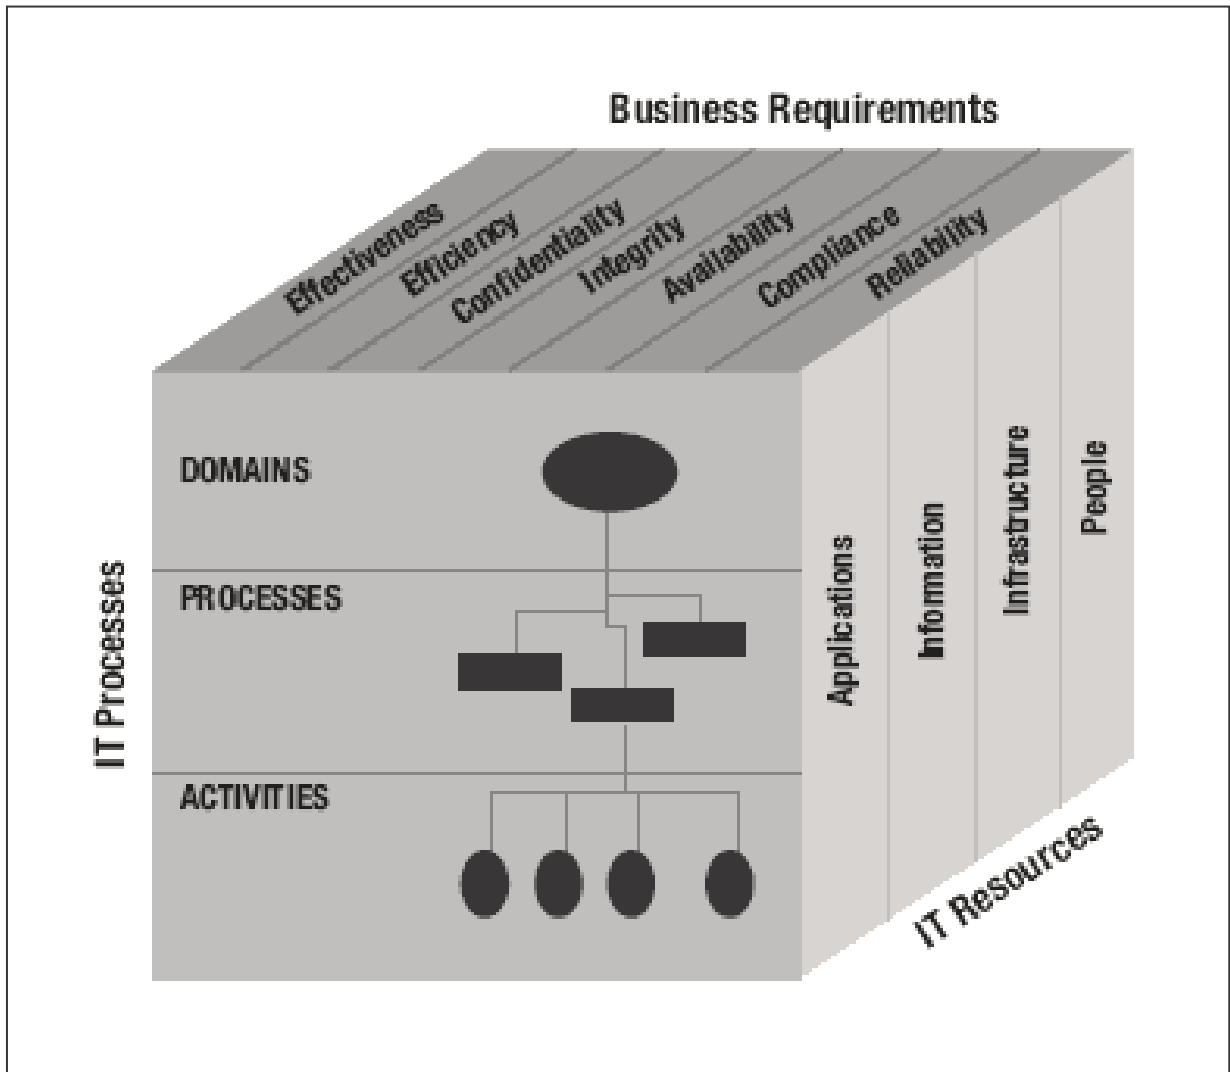 Business Requirements
Effectiveness
Efficiency
Confidentiality
Integrity
Availability
Compliance
Reliability
DOMAINS
PROCESSES
ACTIVITIES
IT Processes
Applications
Information
Infrastructure
People
IT Resources